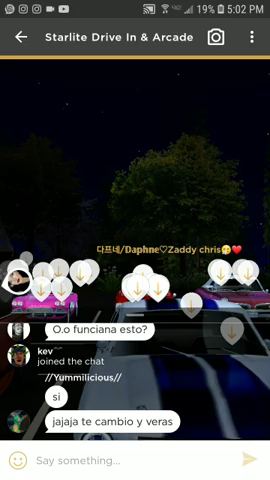 19% 5:02 PM
Starlite Drive In & Arcade
다프네/𝔻𝕒𝕡𝕙𝕟𝕖♡Zaddy chris😋❤️
O.o funciana esto?
kev
joined the chat
//Yummilicious//
si
jajaja te cambio y veras
Say something...